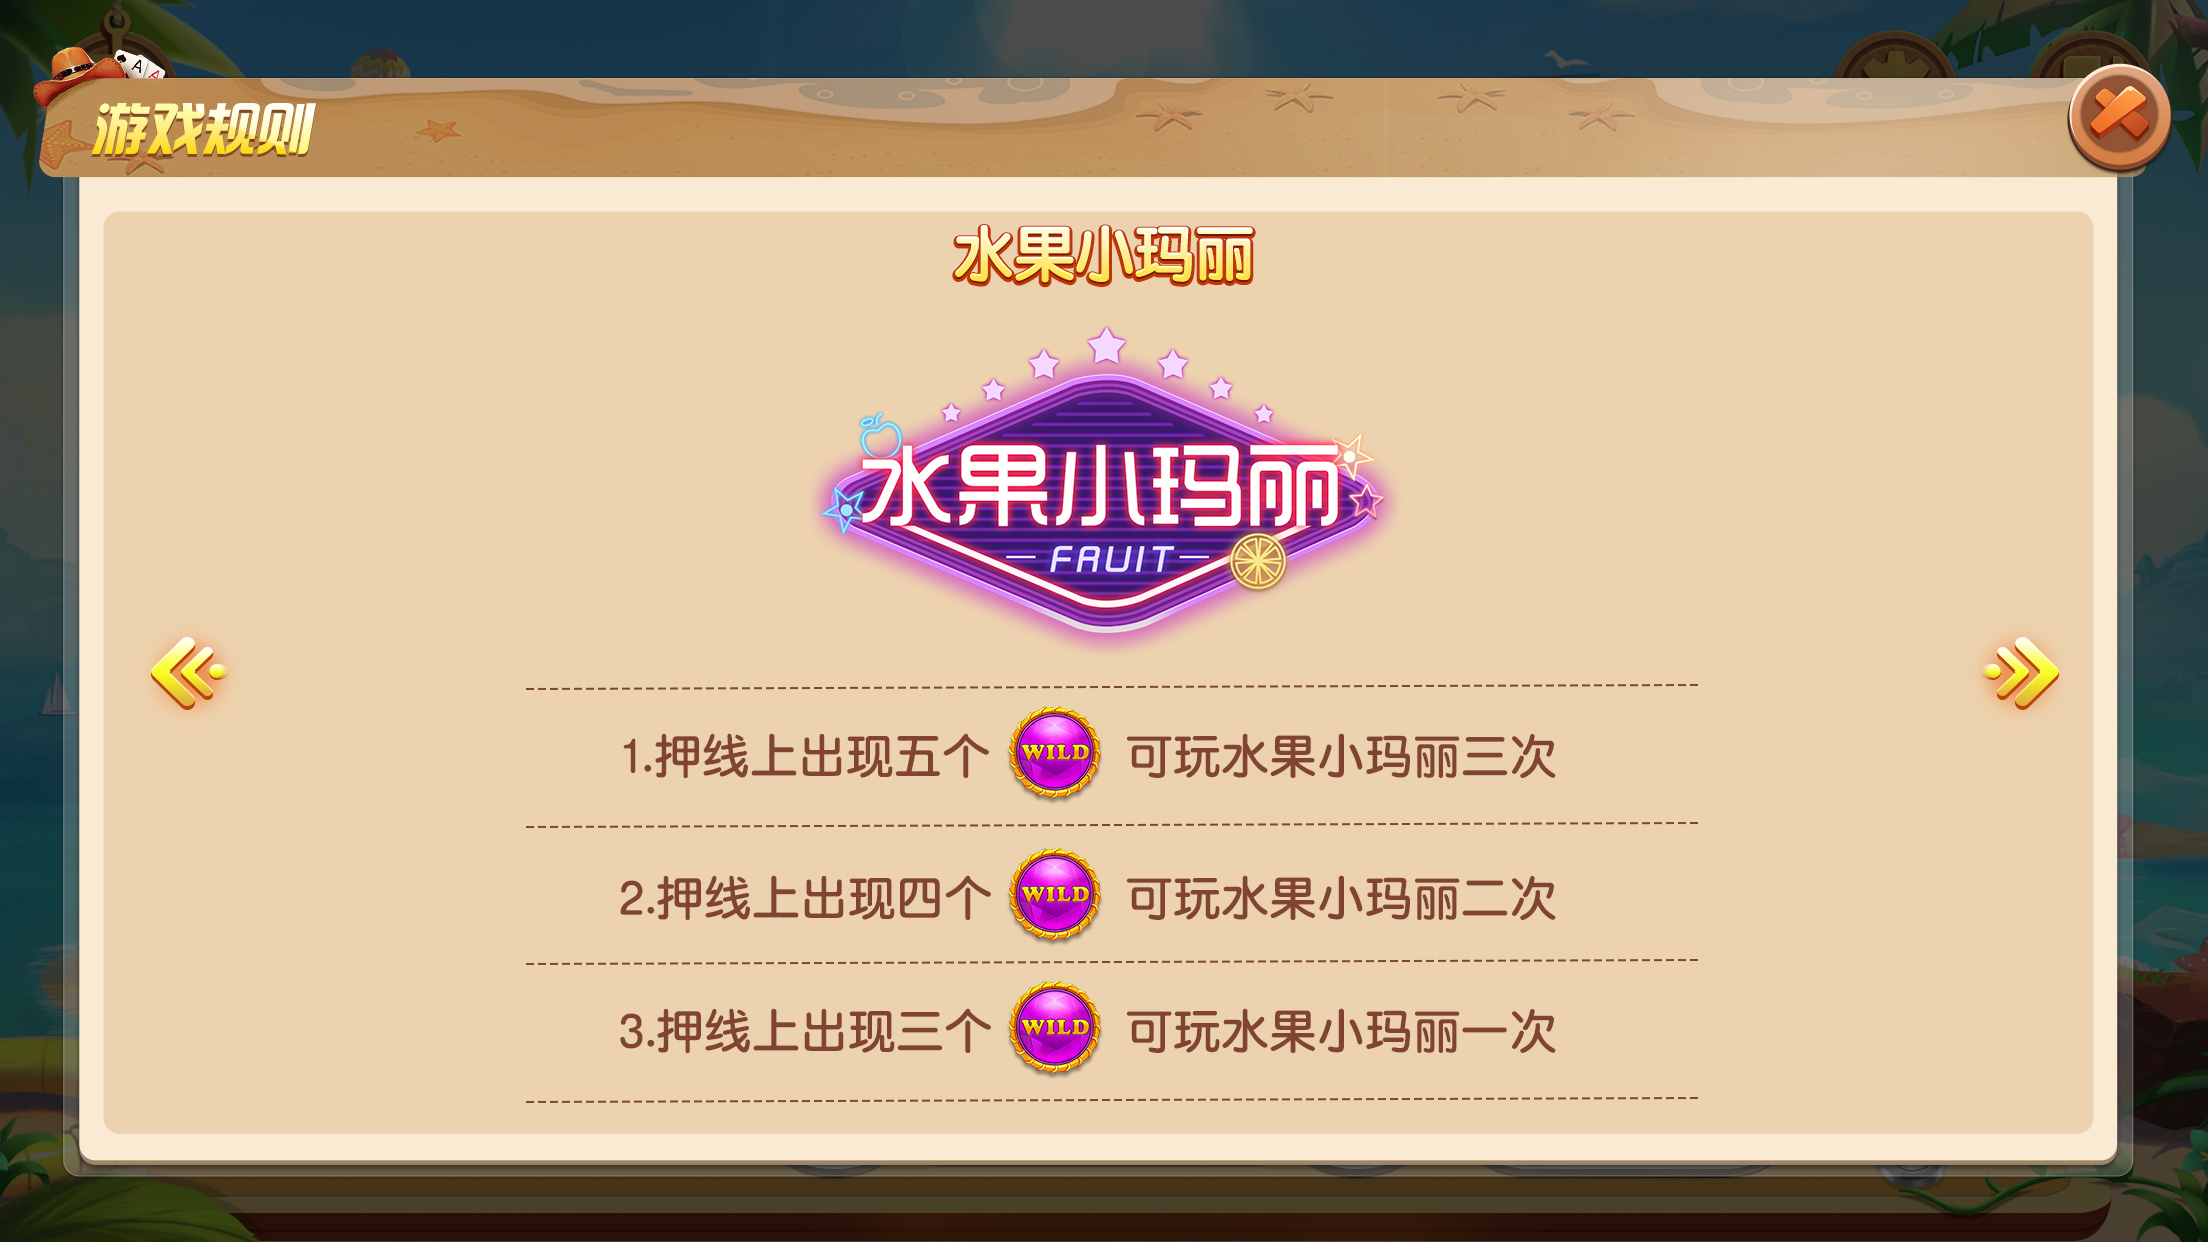 游戏规则
水果小玛丽
水果小玛丽
FRUIT
1.押线上出现五个 WILD 可玩水果小玛丽三次
2.押线上出现四个 WILD 可玩水果小玛丽二次
3.押线上出现三个 WILD 可玩水果小玛丽一次